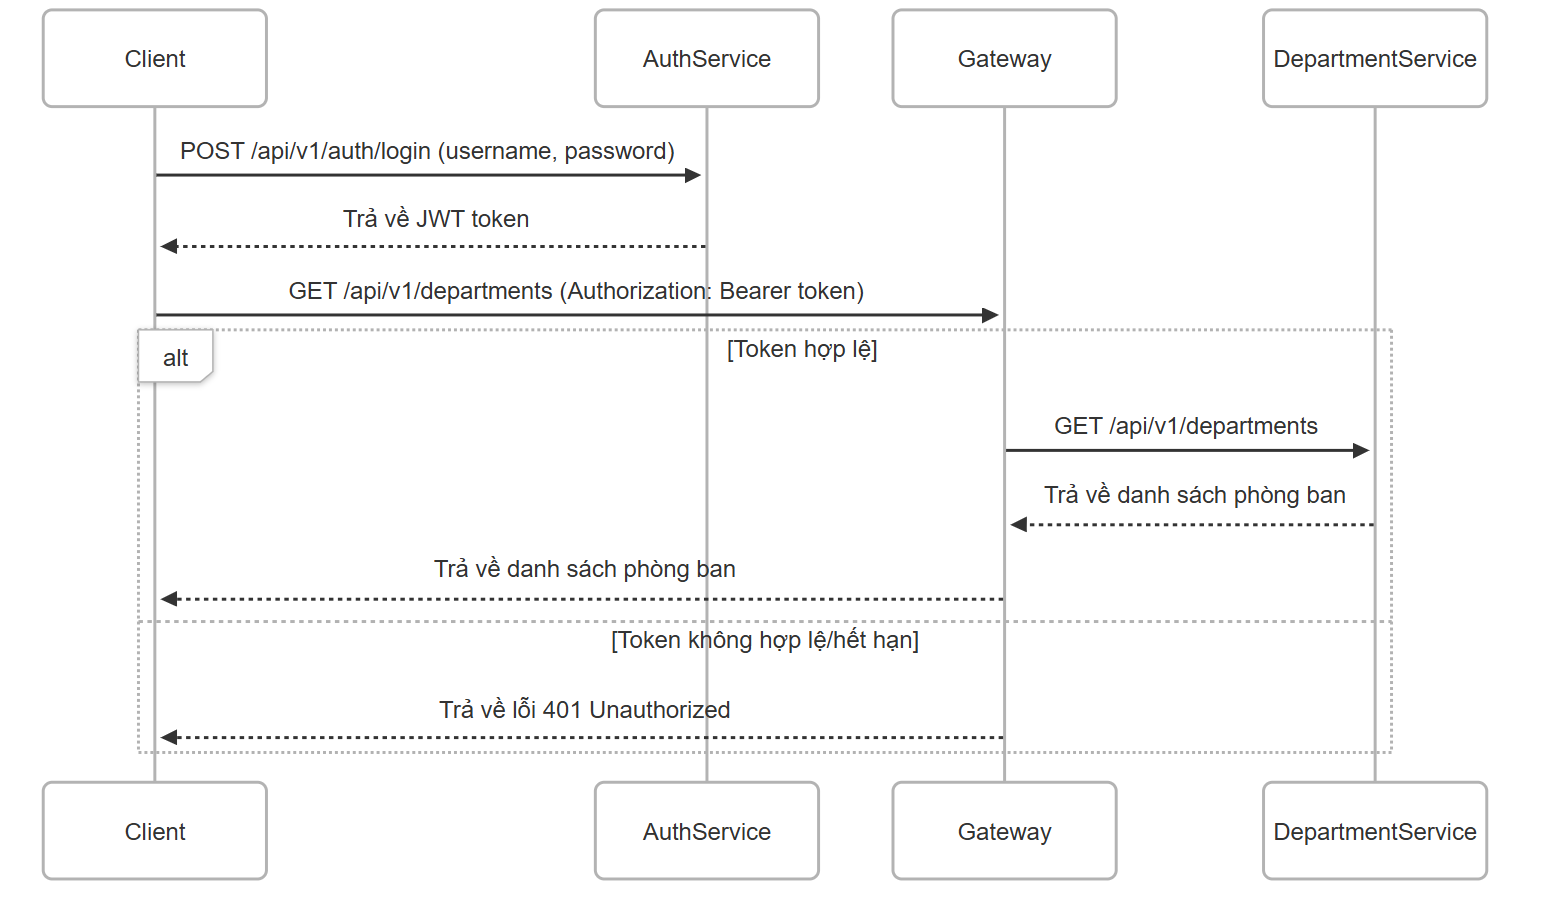 Client
AuthService
Gateway
DepartmentService
POST /api/v1/auth/login (username, password)
Trả về JWT token
GET /api/v1/departments (Authorization: Bearer token)
alt
[Token hợp lệ]
GET /api/v1/departments
Trả về danh sách phòng ban
Trả về danh sách phòng ban
[Token không hợp lệ/hết hạn]
Trả về lỗi 401 Unauthorized
Client
AuthService
Gateway
DepartmentService